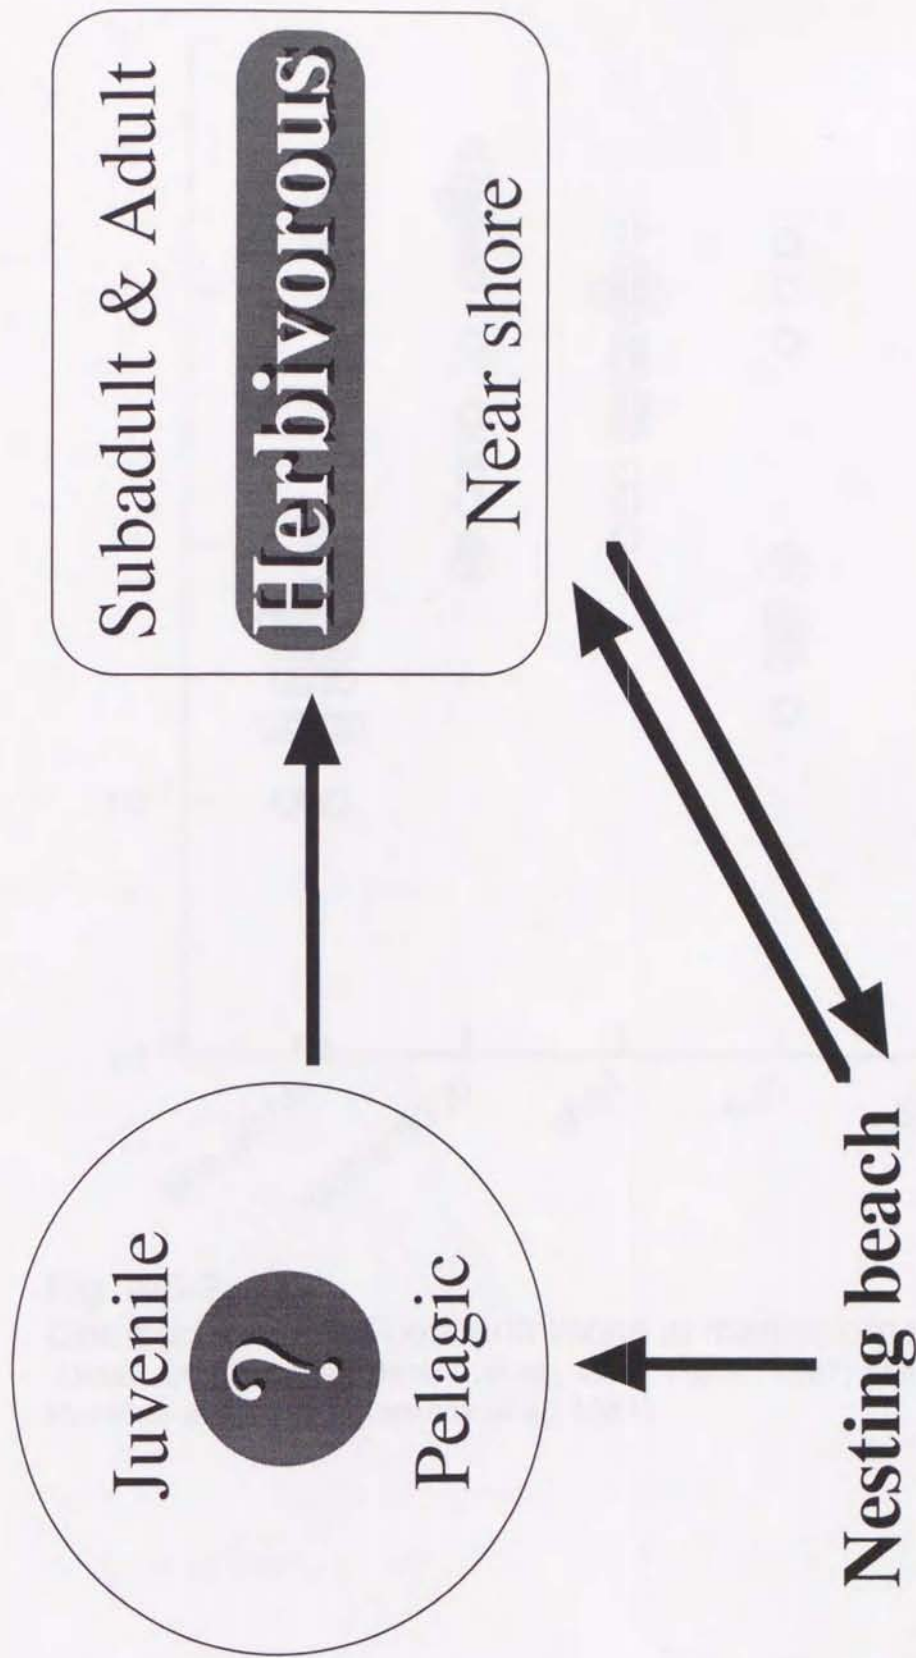 Juvenile
?
Pelagic
Subadult & Adult
Herbivorous
Near shore
Nesting beach